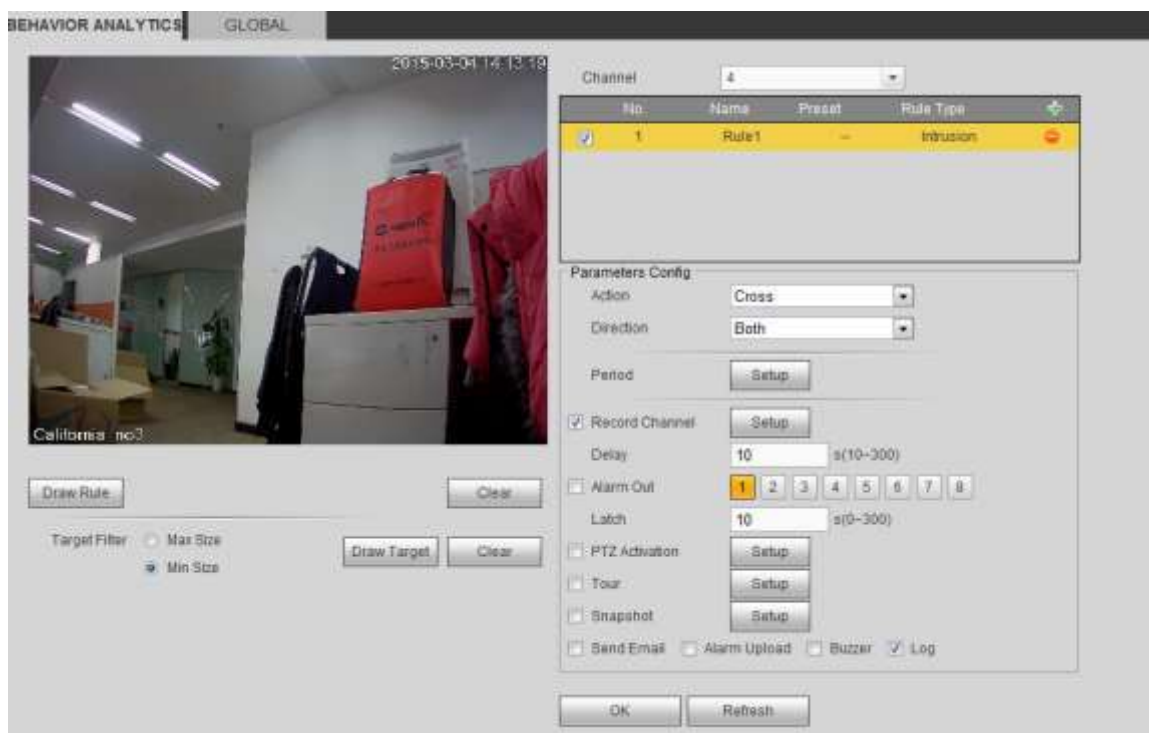 BEHAVIOR ANALYTICS GLOBAL
2015-03-04 14:13:19
California no3
Draw Rule Clear
Target Filter Max Size
Min Size
Draw Target Clear
Channel 4
No. Name Preset Rule Type
1 Rule1 -- Intrusion
Parameters Config
Action Cross
Direction Both
Period Setup
Record Channel Setup
Delay 10 s(10~300)
Alarm Out 1 2 3 4 5 6 7 8
Latch 10 s(0~300)
PTZ Activation Setup
Tour Setup
Snapshot Setup
Send Email Alarm Upload Buzzer Log
OK Refresh